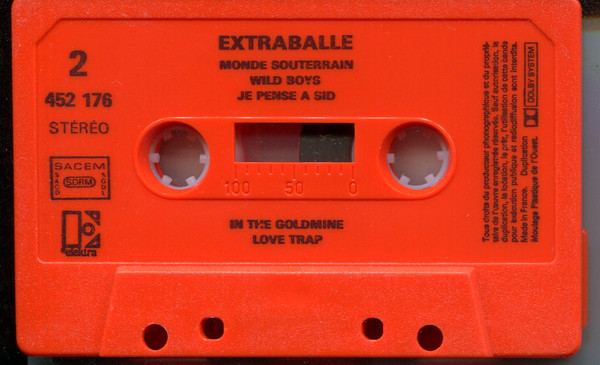 EXTRABALLE
2
MONDE SOUTERRAIN
WILD BOYS
JE PENSE A SID
452 176
STÉRÉO
SACEM
SACD
SDRM
SGDL
elektra
100 50 0
IN THE GOLDMINE
LOVE TRAP
Tous droits du producteur phonographique et du proprié-
taire de l'œuvre enregistrée réservés. Sauf autorisation, la
duplication, la location, le prêt, l'utilisation de cette bande
pour exécution publique et radiodiffusion sont interdits.
Made in France. Duplication
Moulage Plastique de l'Ouest.
DOLBY SYSTEM